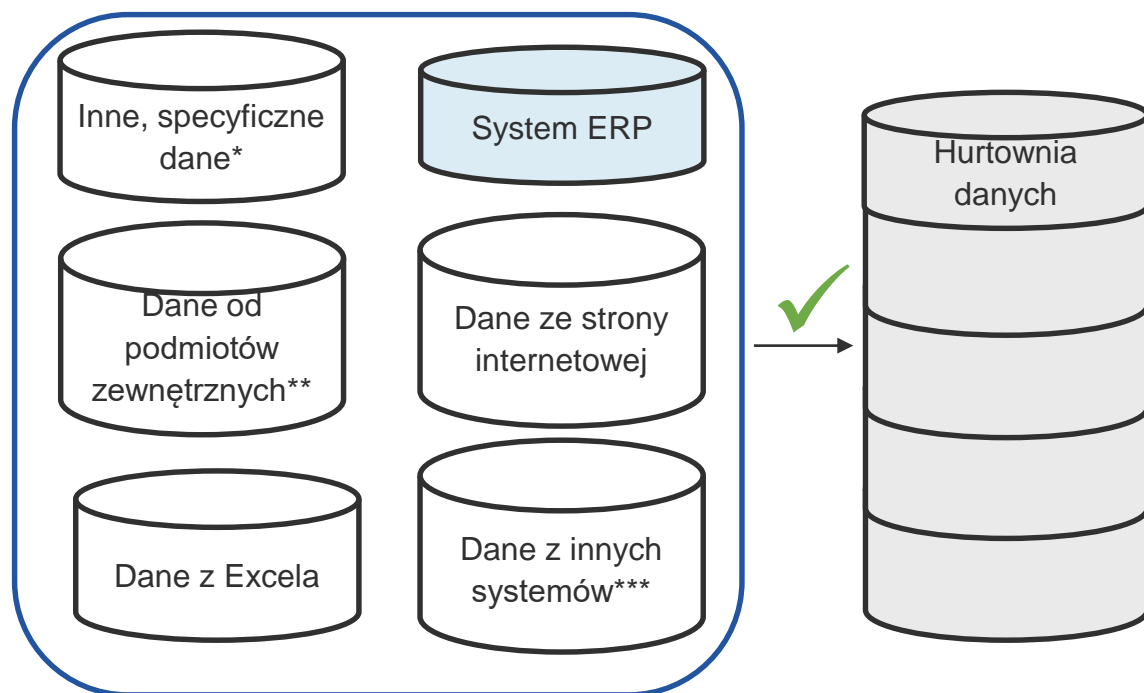 Inne, specyficzne
dane*
System ERP
Hurtownia
danych
Dane od
podmiotów
zewnętrznych**
Dane ze strony
internetowej
Dane z Excela
Dane z innych
systemów***